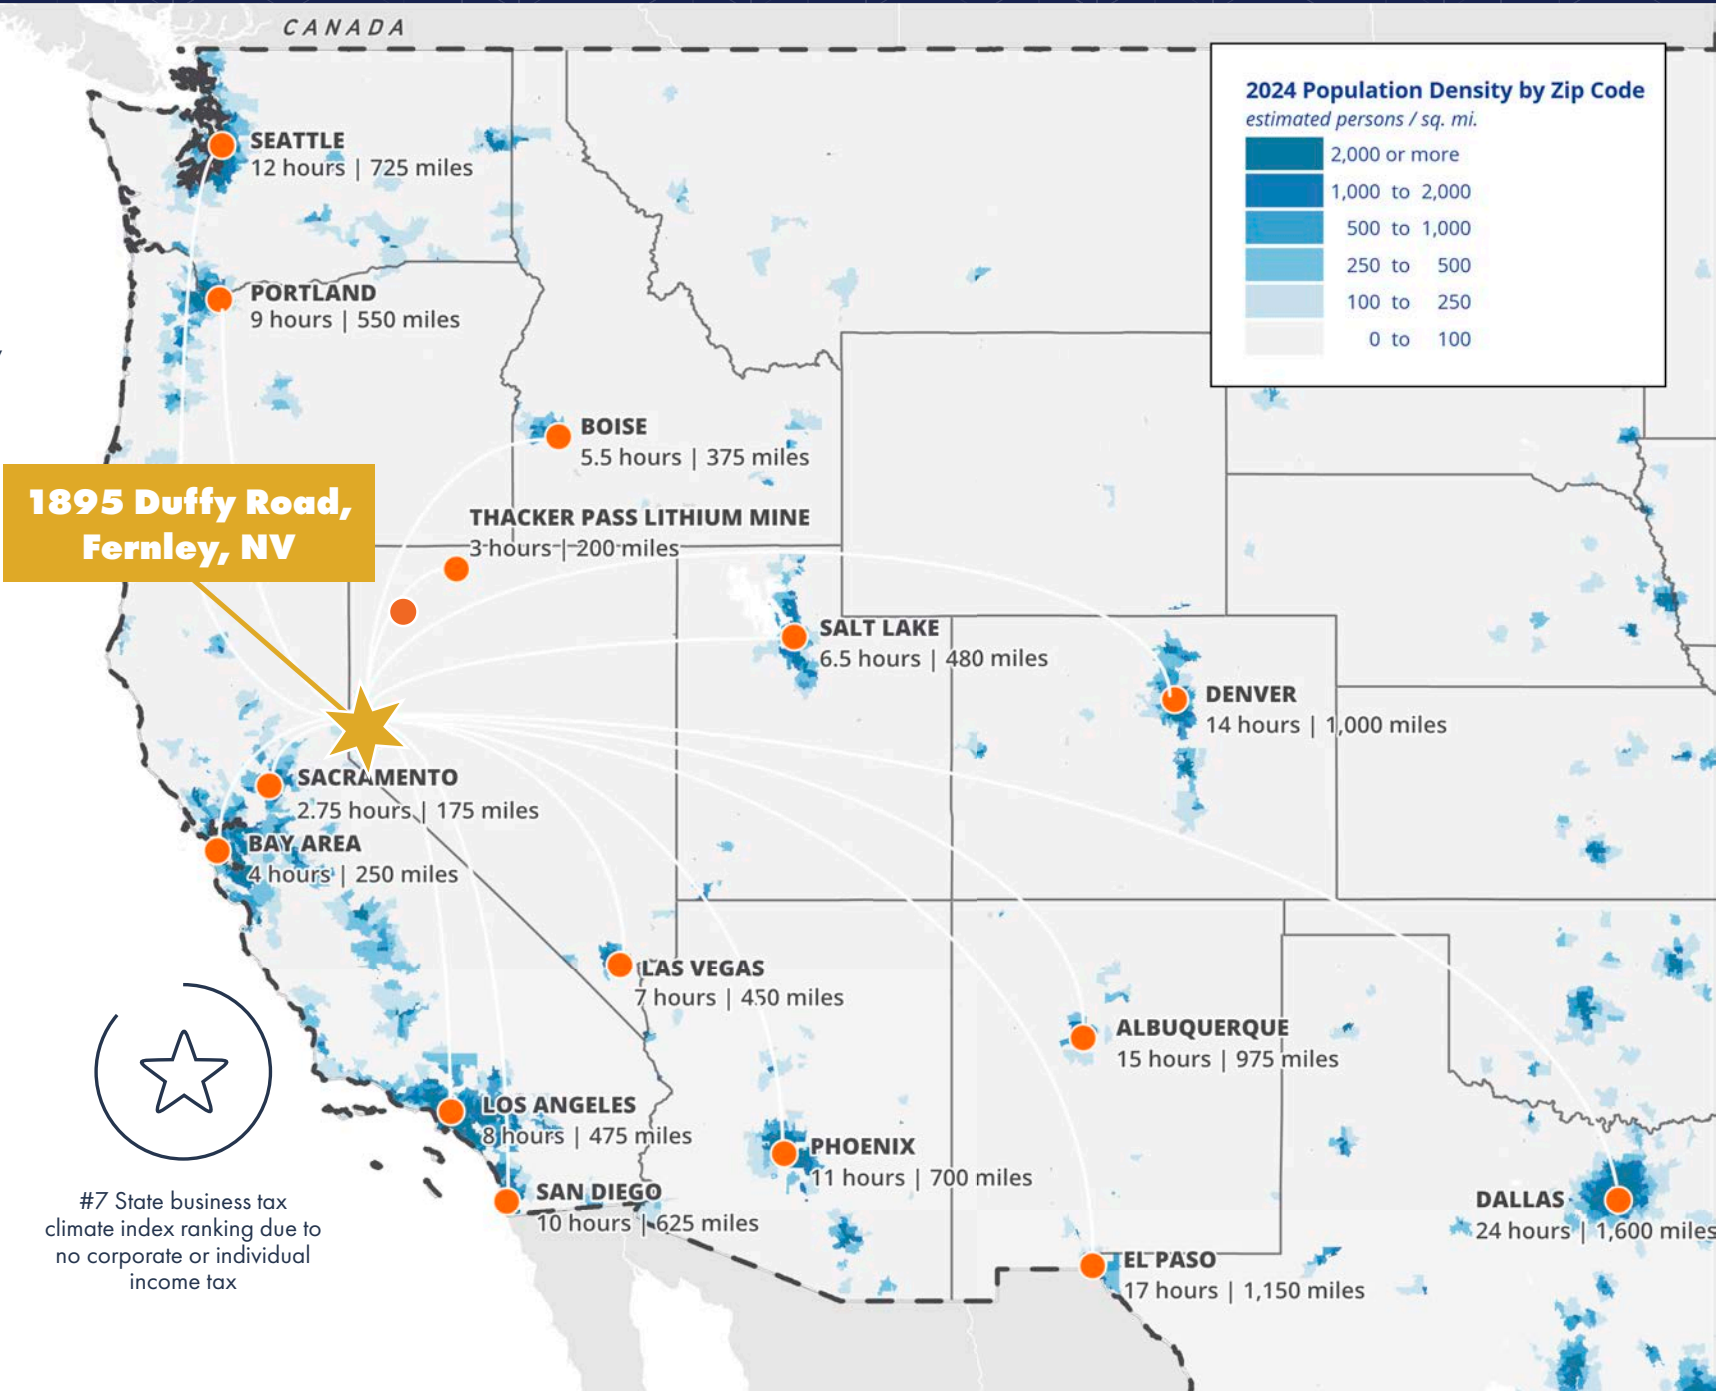 CANADA
2024 Population Density by Zip Code
estimated persons / sq. mi.
2,000 or more
1,000 to 2,000
500 to 1,000
250 to 500
100 to 250
0 to 100
SEATTLE
12 hours | 725 miles
PORTLAND
9 hours | 550 miles
BOISE
5.5 hours | 375 miles
1895 Duffy Road,
Fernley, NV
THACKER PASS LITHIUM MINE
3 hours | 200 miles
SALT LAKE
6.5 hours | 480 miles
DENVER
14 hours | 1,000 miles
SACRAMENTO
2.75 hours | 175 miles
BAY AREA
4 hours | 250 miles
LAS VEGAS
7 hours | 450 miles
ALBUQUERQUE
15 hours | 975 miles
LOS ANGELES
8 hours | 475 miles
PHOENIX
11 hours | 700 miles
SAN DIEGO
10 hours | 625 miles
DALLAS
24 hours | 1,600 miles
EL PASO
17 hours | 1,150 miles
#7 State business tax
climate index ranking due to
no corporate or individual
income tax